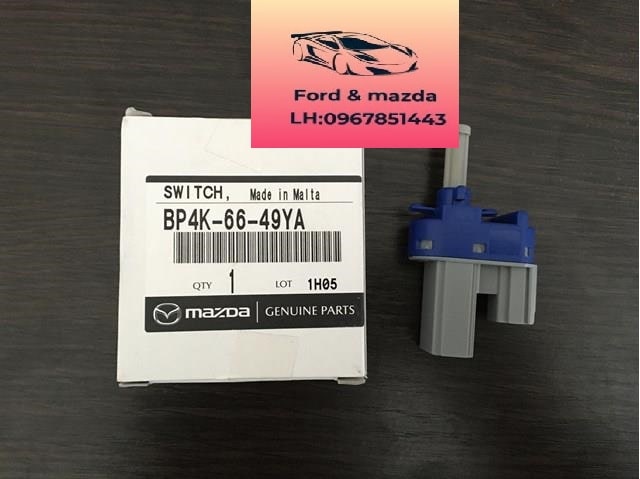 Ford & mazda
LH:0967851443
SWITCH, Made in Malta
BP4K-66-49YA
QTY 1 LOT 1H05
mazda GENUINE PARTS